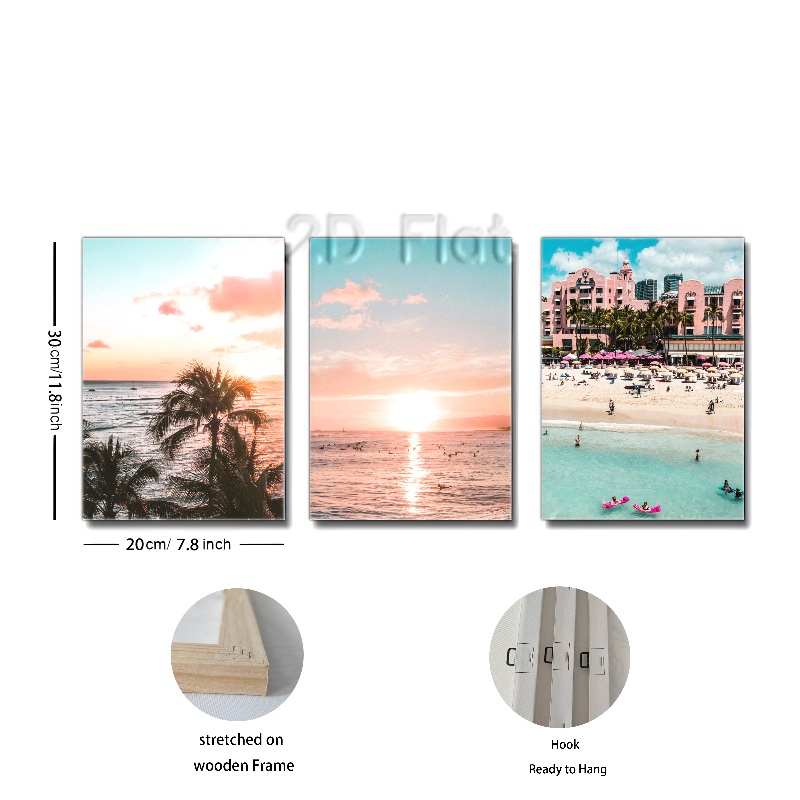 2D Flat
30cm/11.8inch
20cm/ 7.8 inch
stretched on
wooden Frame
Hook
Ready to Hang